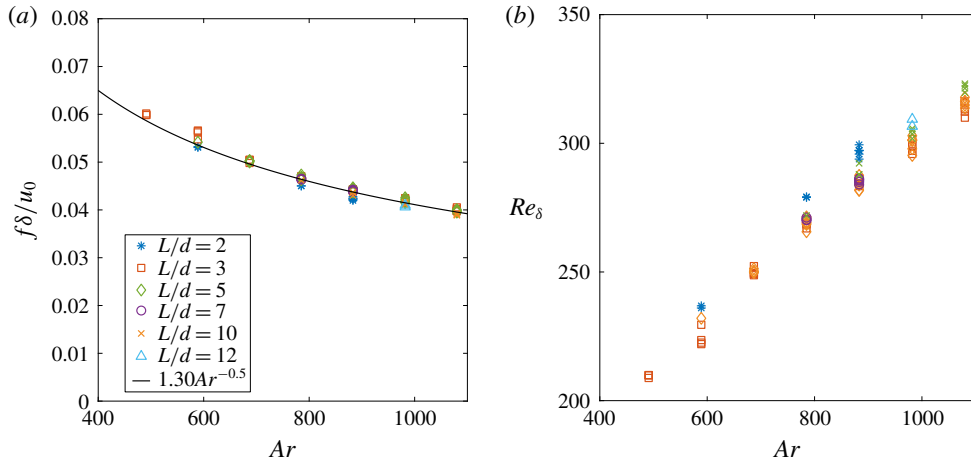 (a)
0.08
0.07
0.06
0.05
0.04
0.03
0.02
0.01
0
fδ/u₀
L/d = 2
L/d = 3
L/d = 5
L/d = 7
L/d = 10
L/d = 12
1.30Ar⁻⁰·⁵
400 600 800 1000
Ar
(b)
350
300
250
200
Re_δ
400 600 800 1000
Ar